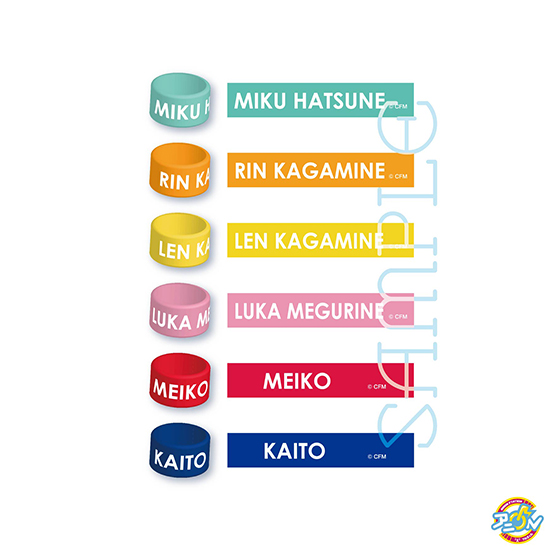 MIKU H
MIKU HATSUNE © CFM
RIN KA
RIN KAGAMINE © CFM
LEN KA
LEN KAGAMINE
LUKA ME
LUKA MEGURINE © CFM
MEIKO
MEIKO © CFM
KAITO
KAITO © CFM
SAMPLE